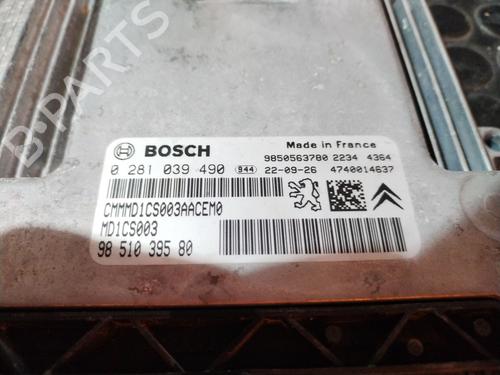 B-PARTS
BOSCH
Made in France
0 281 039 490 944
9850563780 2234 4364
22-09-26 4740014637
CMMMD1CS003AACEM0
MD1CS003
98 510 395 80